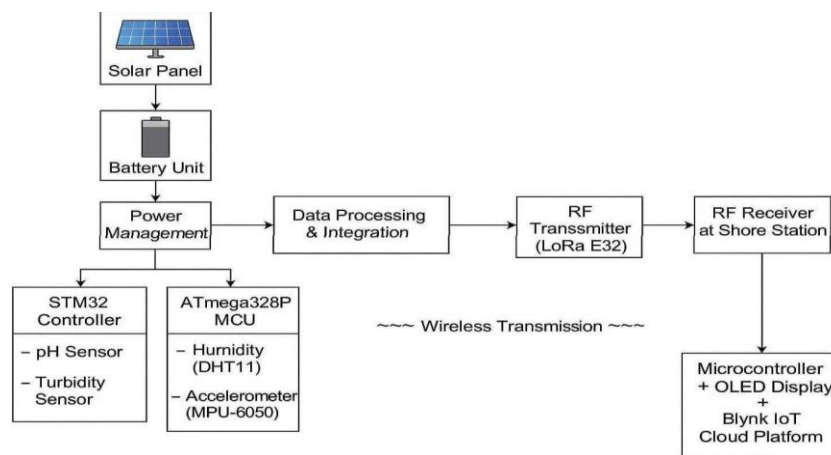 Solar Panel
Battery Unit
Power
Management
Data Processing
& Integration
RF
Transsmitter
(LoRa E32)
RF Receiver
at Shore Station
STM32
Controller
– pH Sensor
– Turbidity
Sensor
ATmega328P
MCU
– Humidity
(DHT11)
– Accelerometer
(MPU-6050)
~~~ Wireless Transmission ~~~
Microcontroller
+ OLED Display
+
Blynk IoT
Cloud Platform